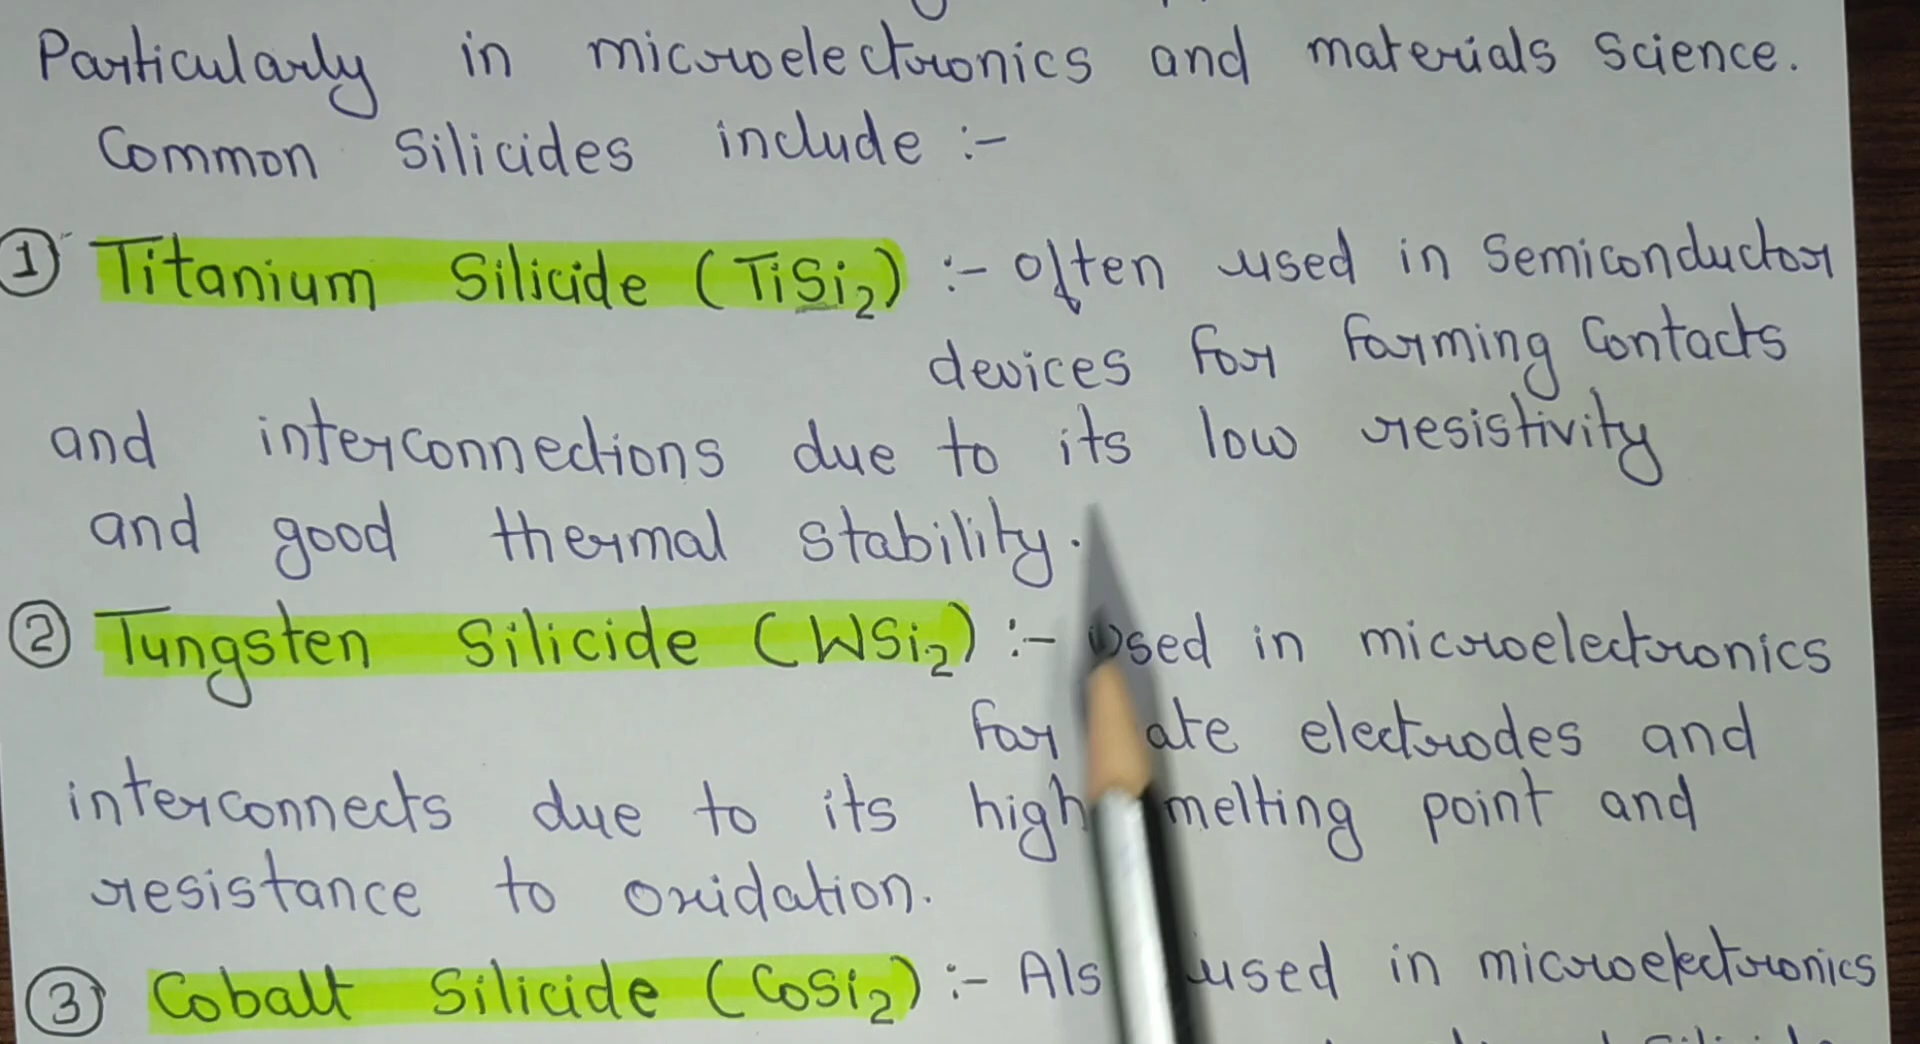 Particularly in microelectronics and materials Science.
Common Silicides include :-
① Titanium Silicide (TiSi₂) :- often used in Semiconductor
devices for forming Contacts
and interconnections due to its low resistivity
and good thermal stability.
② Tungsten Silicide (WSi₂) :- Used in microelectronics
for ate electrodes and
interconnects due to its high melting point and
resistance to oxidation.
③ Cobalt Silicide (CoSi₂) :- Als used in microelectronics